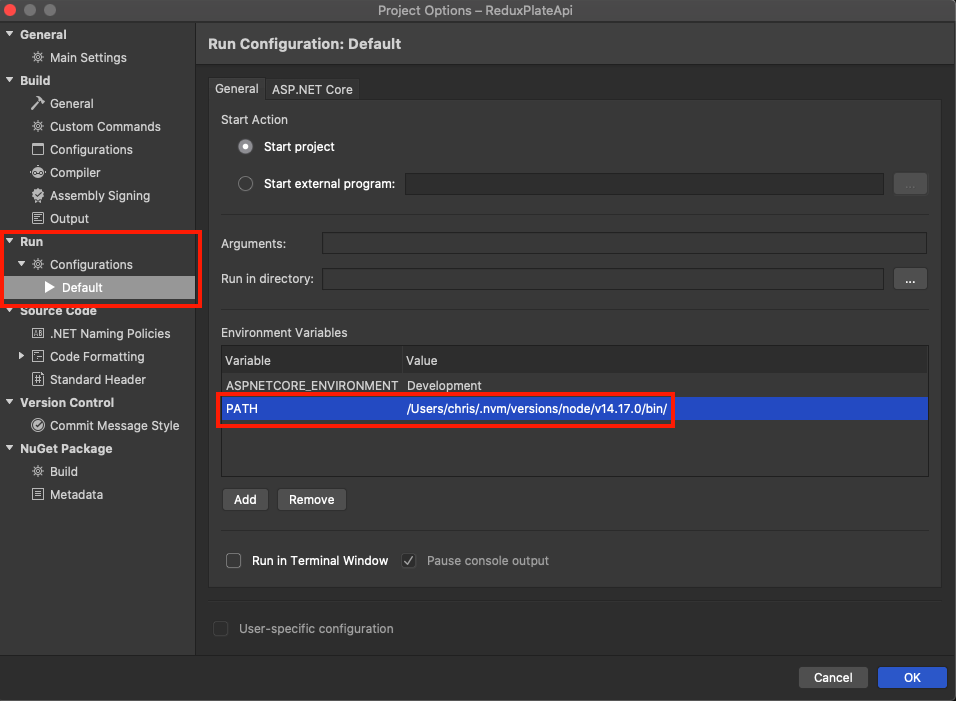 Project Options – ReduxPlateApi
General
Main Settings
Build
General
Custom Commands
Configurations
Compiler
Assembly Signing
Output
Run
Configurations
Default
Source Code
.NET Naming Policies
Code Formatting
Standard Header
Version Control
Commit Message Style
NuGet Package
Build
Metadata
Run Configuration: Default
General ASP.NET Core
Start Action
Start project
Start external program: ...
Arguments:
Run in directory: ...
Environment Variables
Variable Value
ASPNETCORE_ENVIRONMENT Development
PATH /Users/chris/.nvm/versions/node/v14.17.0/bin/
Add Remove
Run in Terminal Window Pause console output
User-specific configuration
Cancel OK